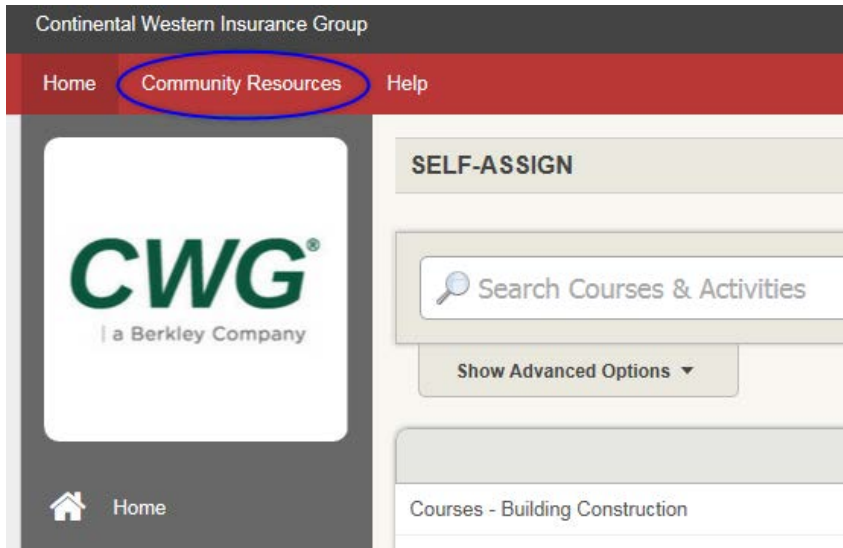 Continental Western Insurance Group
Home Community Resources Help
SELF-ASSIGN
CWG®
a Berkley Company
Search Courses & Activities
Show Advanced Options
Home
Courses - Building Construction